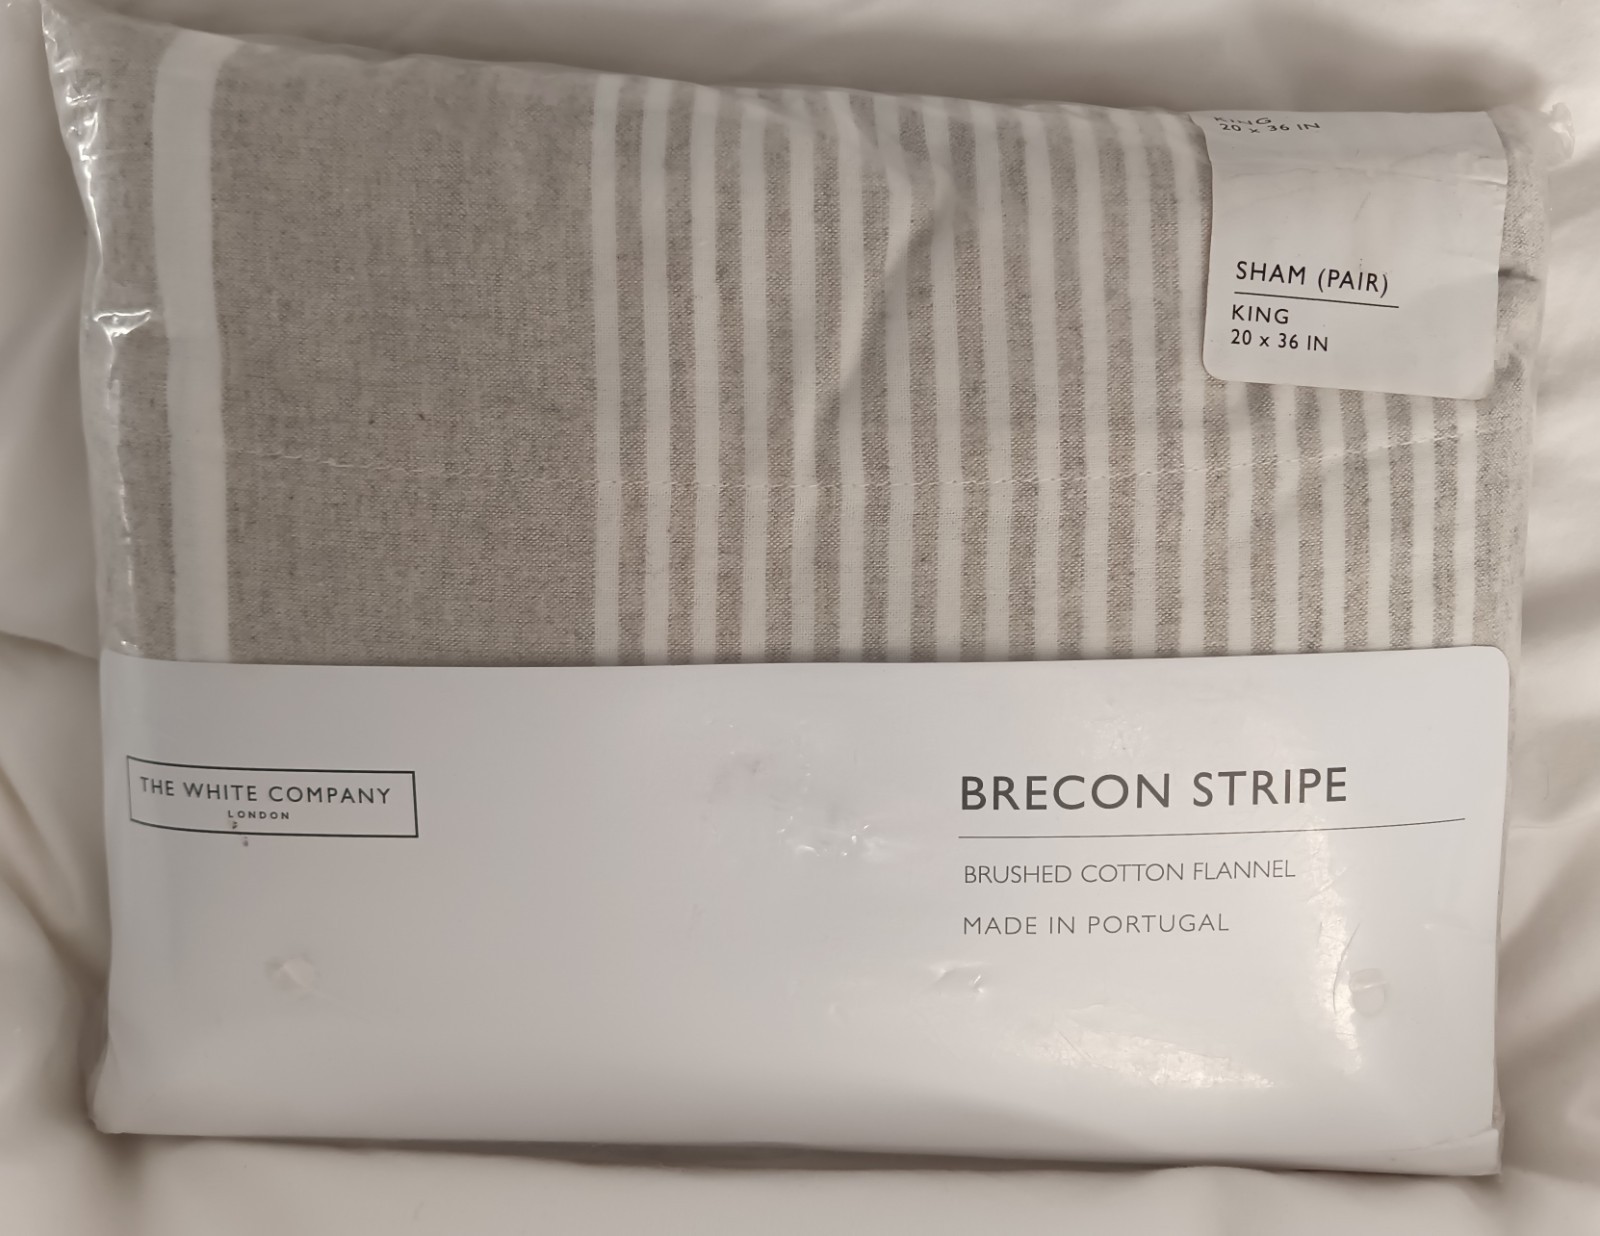 KING
20 x 36 IN
SHAM (PAIR)
KING
20 x 36 IN
THE WHITE COMPANY
LONDON
BRECON STRIPE
BRUSHED COTTON FLANNEL
MADE IN PORTUGAL